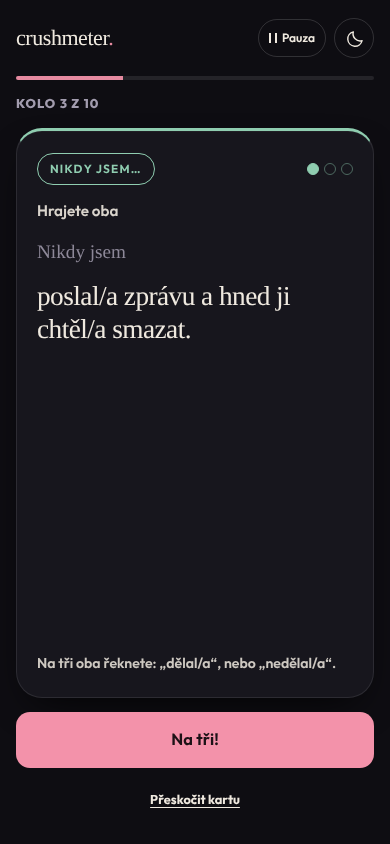 crushmeter.
Pauza
KOLO 3 Z 10
NIKDY JSEM…
Hrajete oba
Nikdy jsem
poslal/a zprávu a hned ji
chtěl/a smazat.
Na tři oba řeknete: „dělal/a“, nebo „nedělal/a“.
Na tři!
Přeskočit kartu